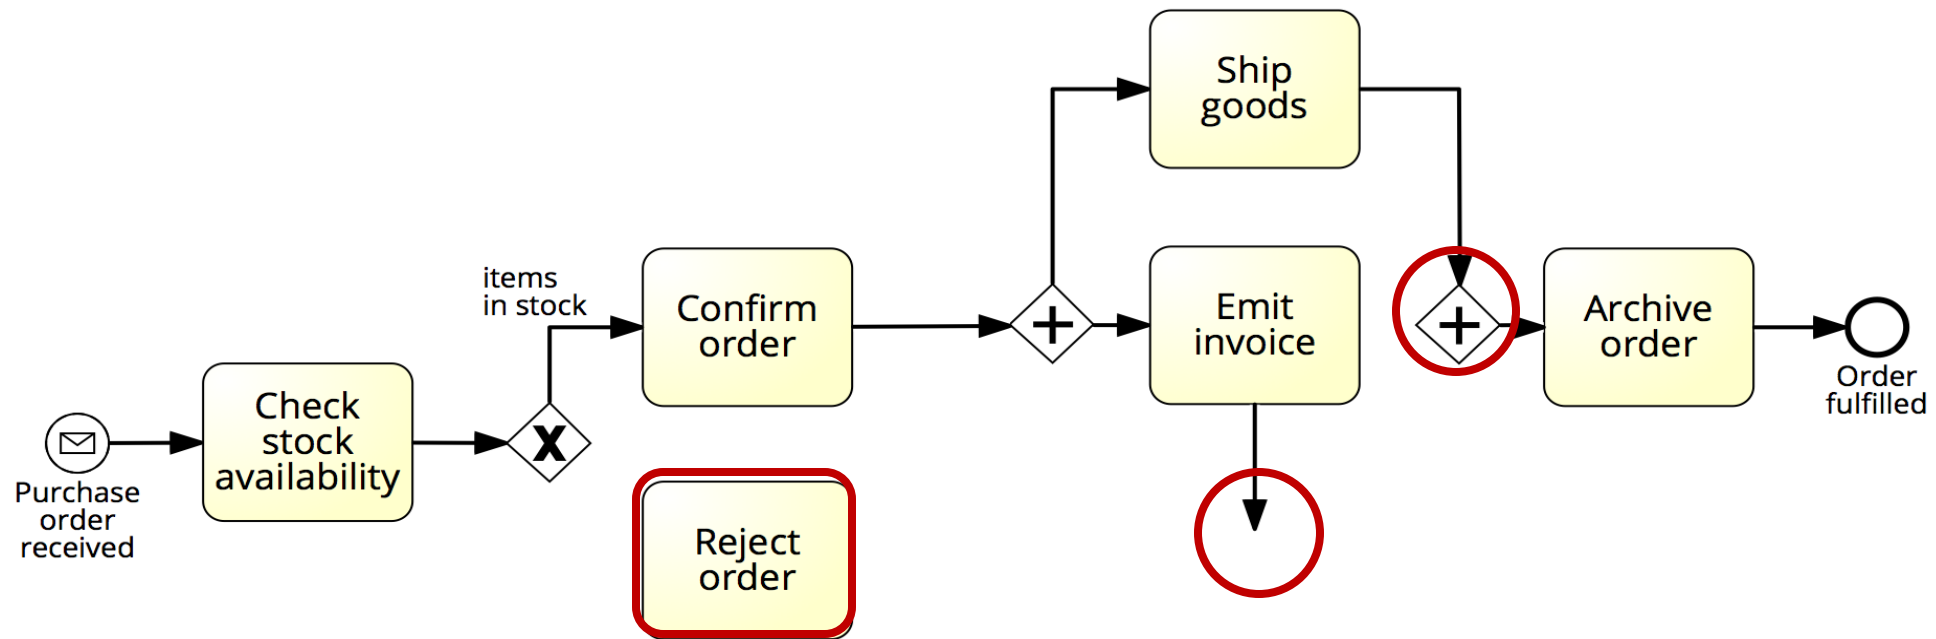 Purchase
order
received
Check
stock
availability
X
items
in stock
Confirm
order
Reject
order
Ship
goods
Emit
invoice
Archive
order
Order
fulfilled